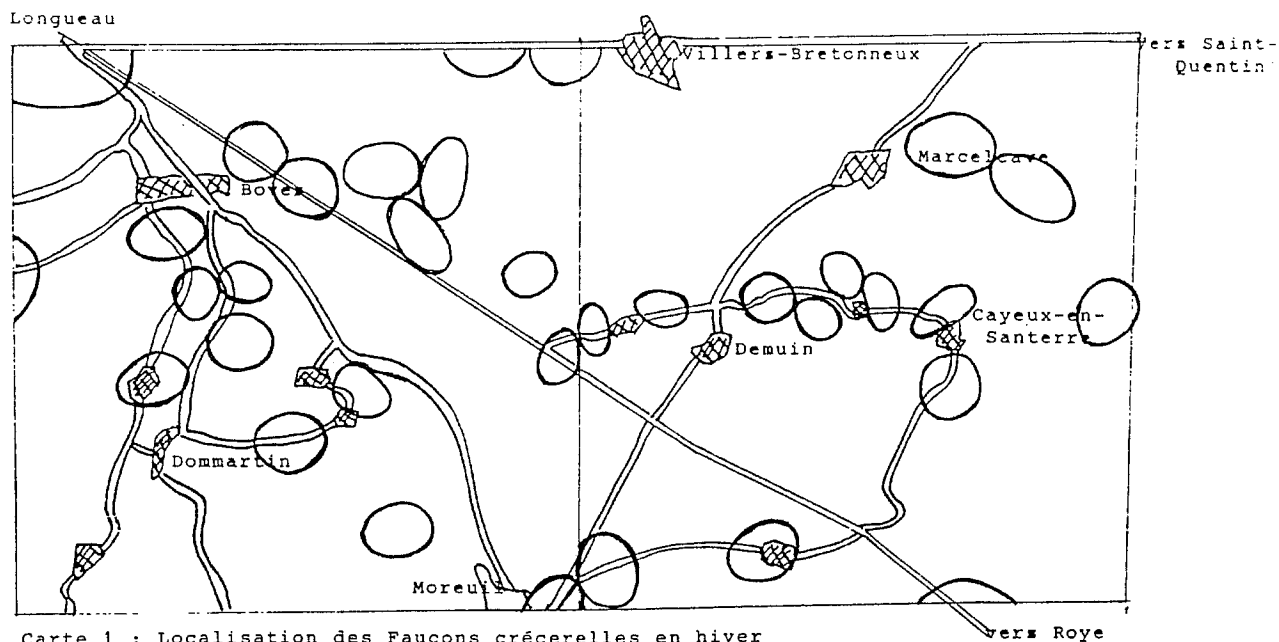 Longueau
Villers-Bretonneux
vers Saint-
Quentin
Marcelcave
Boves
Cayeux-en-
Santerre
Demuin
Dommartin
Moreuil
vers Roye
Carte 1 : Localisation des Faucons crécerelles en hiver